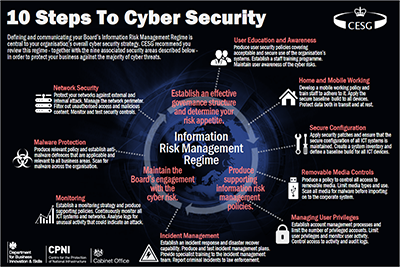 10 Steps To Cyber Security
CESG
Defining and communicating your Board's Information Risk Management Regime is
central to your organisation's overall cyber security strategy. CESG recommend you
review this regime - together with the nine associated security areas described below -
in order to protect your business against the majority of cyber threats.
User Education and Awareness
Produce user security policies covering
acceptable and secure use of the organisation's
systems. Establish a staff training programme.
Maintain user awareness of the cyber risks.
Home and Mobile Working
Develop a mobile working policy and
train staff to adhere to it. Apply the
secure baseline build to all devices.
Protect data both in transit and at rest.
Secure Configuration
Apply security patches and ensure that the
secure configuration of all ICT systems is
maintained. Create a system inventory and
define a baseline build for all ICT devices.
Removable Media Controls
Produce a policy to control all access
to removable media. Limit media types and use.
Scan all media for malware before importing
on to the corporate system.
Managing User Privileges
Establish account management processes and
limit the number of privileged accounts. Limit
user privileges and monitor user activity.
Control access to activity and audit logs.
Incident Management
Establish an incident response and disaster recovery
capability. Produce and test incident management plans.
Provide specialist training to the incident management
team. Report criminal incidents to law enforcement.
Monitoring
Establish a monitoring strategy and produce
supporting policies. Continuously monitor all
ICT systems and networks. Analyse logs for
unusual activity that could indicate an attack.
Malware Protection
Produce relevant policy and establish anti-
malware defences that are applicable and
relevant to all business areas. Scan for
malware across the organisation.
Network Security
Protect your networks against external and
internal attack. Manage the network perimeter.
Filter out unauthorised access and malicious
content. Monitor and test security controls.
Establish an effective
governance structure
and determine your
risk appetite.
Information
Risk Management
Regime
Maintain the
Board's engagement
with the
cyber risk.
Produce
supporting
information risk
management
policies.
Department for
Business
Innovation & Skills
CPNI
Centre for the Protection
of National Infrastructure
Cabinet Office